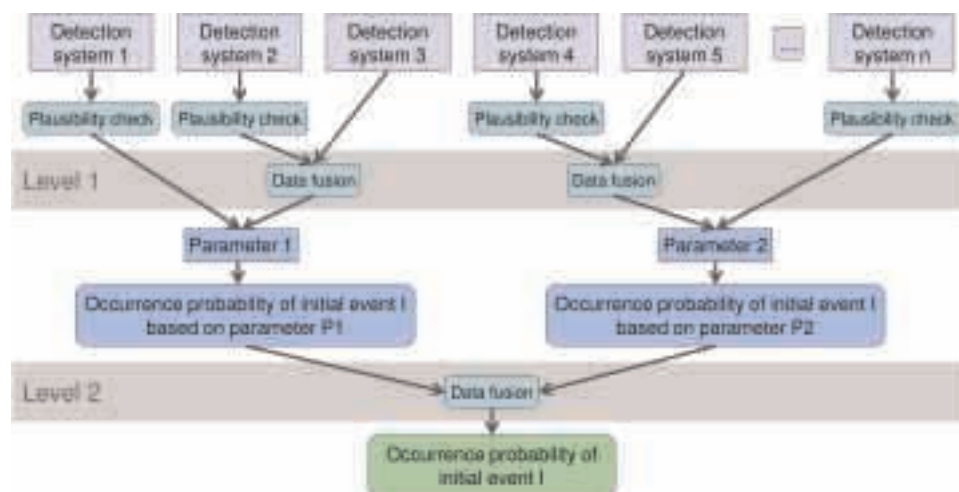 Detection
system 1
Detection
system 2
Detection
system 3
Detection
system 4
Detection
system 5
...
Detection
system n
Plausibility check
Plausibility check
Plausibility check
Plausibility check
Level 1
Data fusion
Data fusion
Parameter 1
Parameter 2
Occurrence probability of initial event I
based on parameter P1
Occurrence probability of initial event I
based on parameter P2
Level 2
Data fusion
Occurrence probability of
initial event I